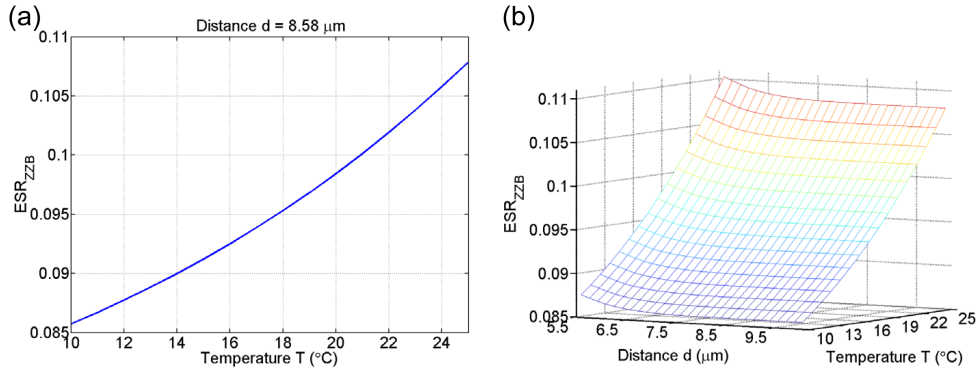 (a)
Distance d = 8.58 μm
0.11
0.105
0.1
0.095
0.09
0.085
ESR_ZZB
10 12 14 16 18 20 22 24
Temperature T (°C)
(b)
0.11
0.105
0.1
0.095
0.09
0.085
ESR_ZZB
5.5 6.5 7.5 8.5 9.5
Distance d (μm)
10 13 16 19 22 25
Temperature T (°C)